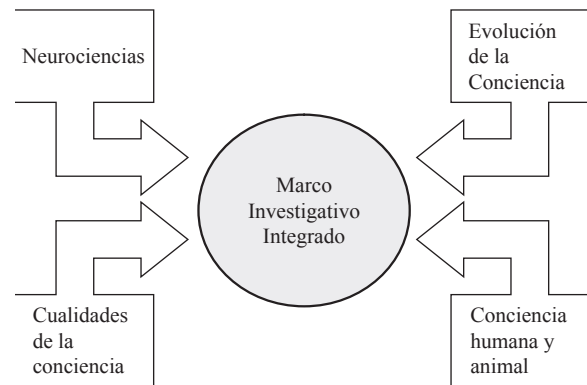 Neurociencias
Evolución
de la
Conciencia
Marco
Investigativo
Integrado
Cualidades
de la
conciencia
Conciencia
humana y
animal